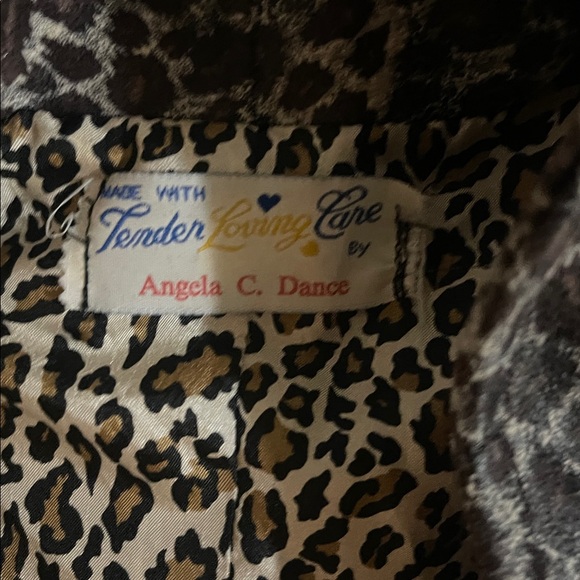 MADE WITH
Tender Loving Care
By
Angela C. Dance